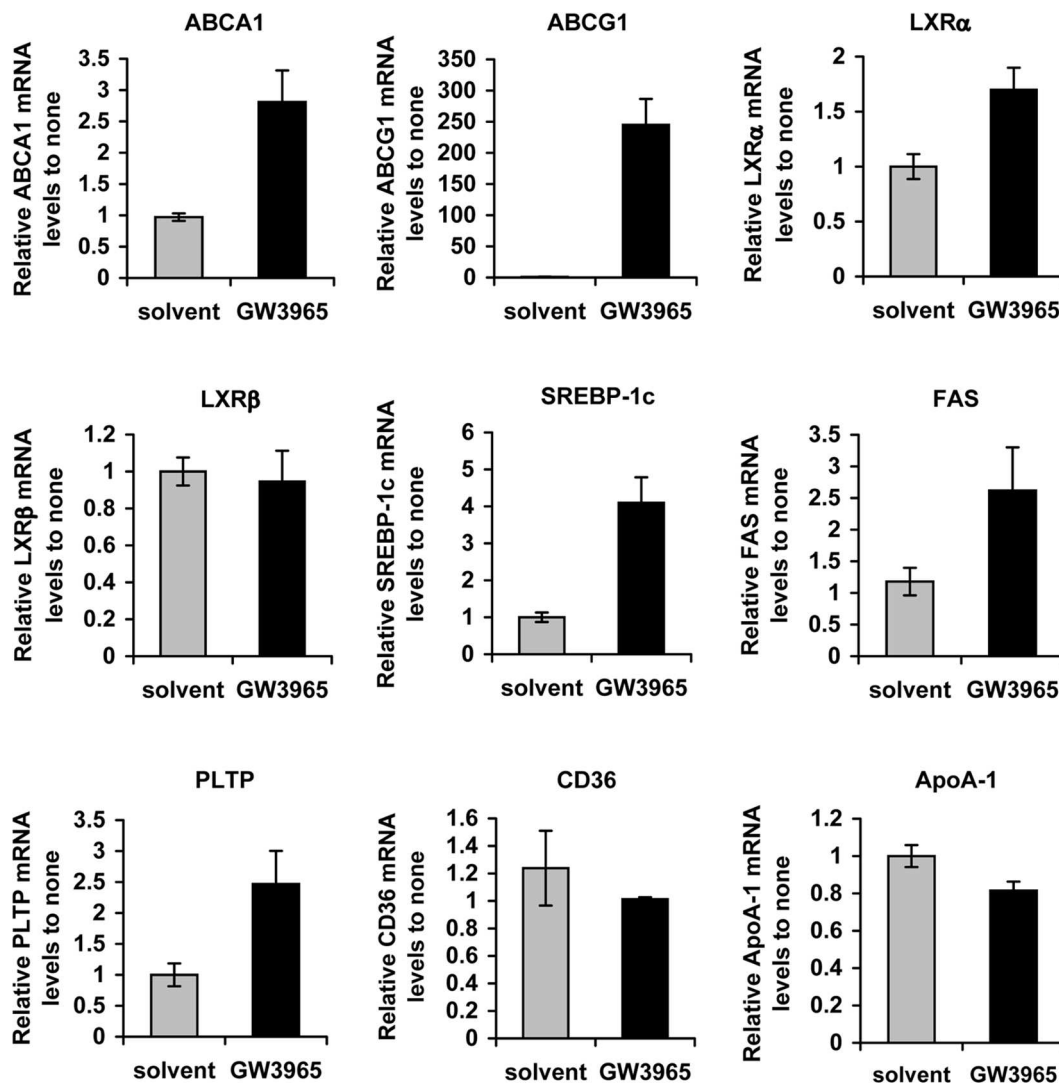 ABCA1
Relative ABCA1 mRNA
levels to none
3.5
3
2.5
2
1.5
1
0.5
0
solvent GW3965
ABCG1
Relative ABCG1 mRNA
levels to none
350
300
250
200
150
100
50
0
solvent GW3965
LXRα
Relative LXRα mRNA
levels to none
2
1.5
1
0.5
0
solvent GW3965
LXRβ
Relative LXRβ mRNA
levels to none
1.2
1
0.8
0.6
0.4
0.2
0
solvent GW3965
SREBP-1c
Relative SREBP-1c mRNA
levels to none
6
5
4
3
2
1
0
solvent GW3965
FAS
Relative FAS mRNA
levels to none
3.5
3
2.5
2
1.5
1
0.5
0
solvent GW3965
PLTP
Relative PLTP mRNA
levels to none
3.5
3
2.5
2
1.5
1
0.5
0
solvent GW3965
CD36
Relative CD36 mRNA
levels to none
1.6
1.4
1.2
1
0.8
0.6
0.4
0.2
0
solvent GW3965
ApoA-1
Relative ApoA-1 mRNA
levels to none
1.2
1
0.8
0.6
0.4
0.2
0
solvent GW3965